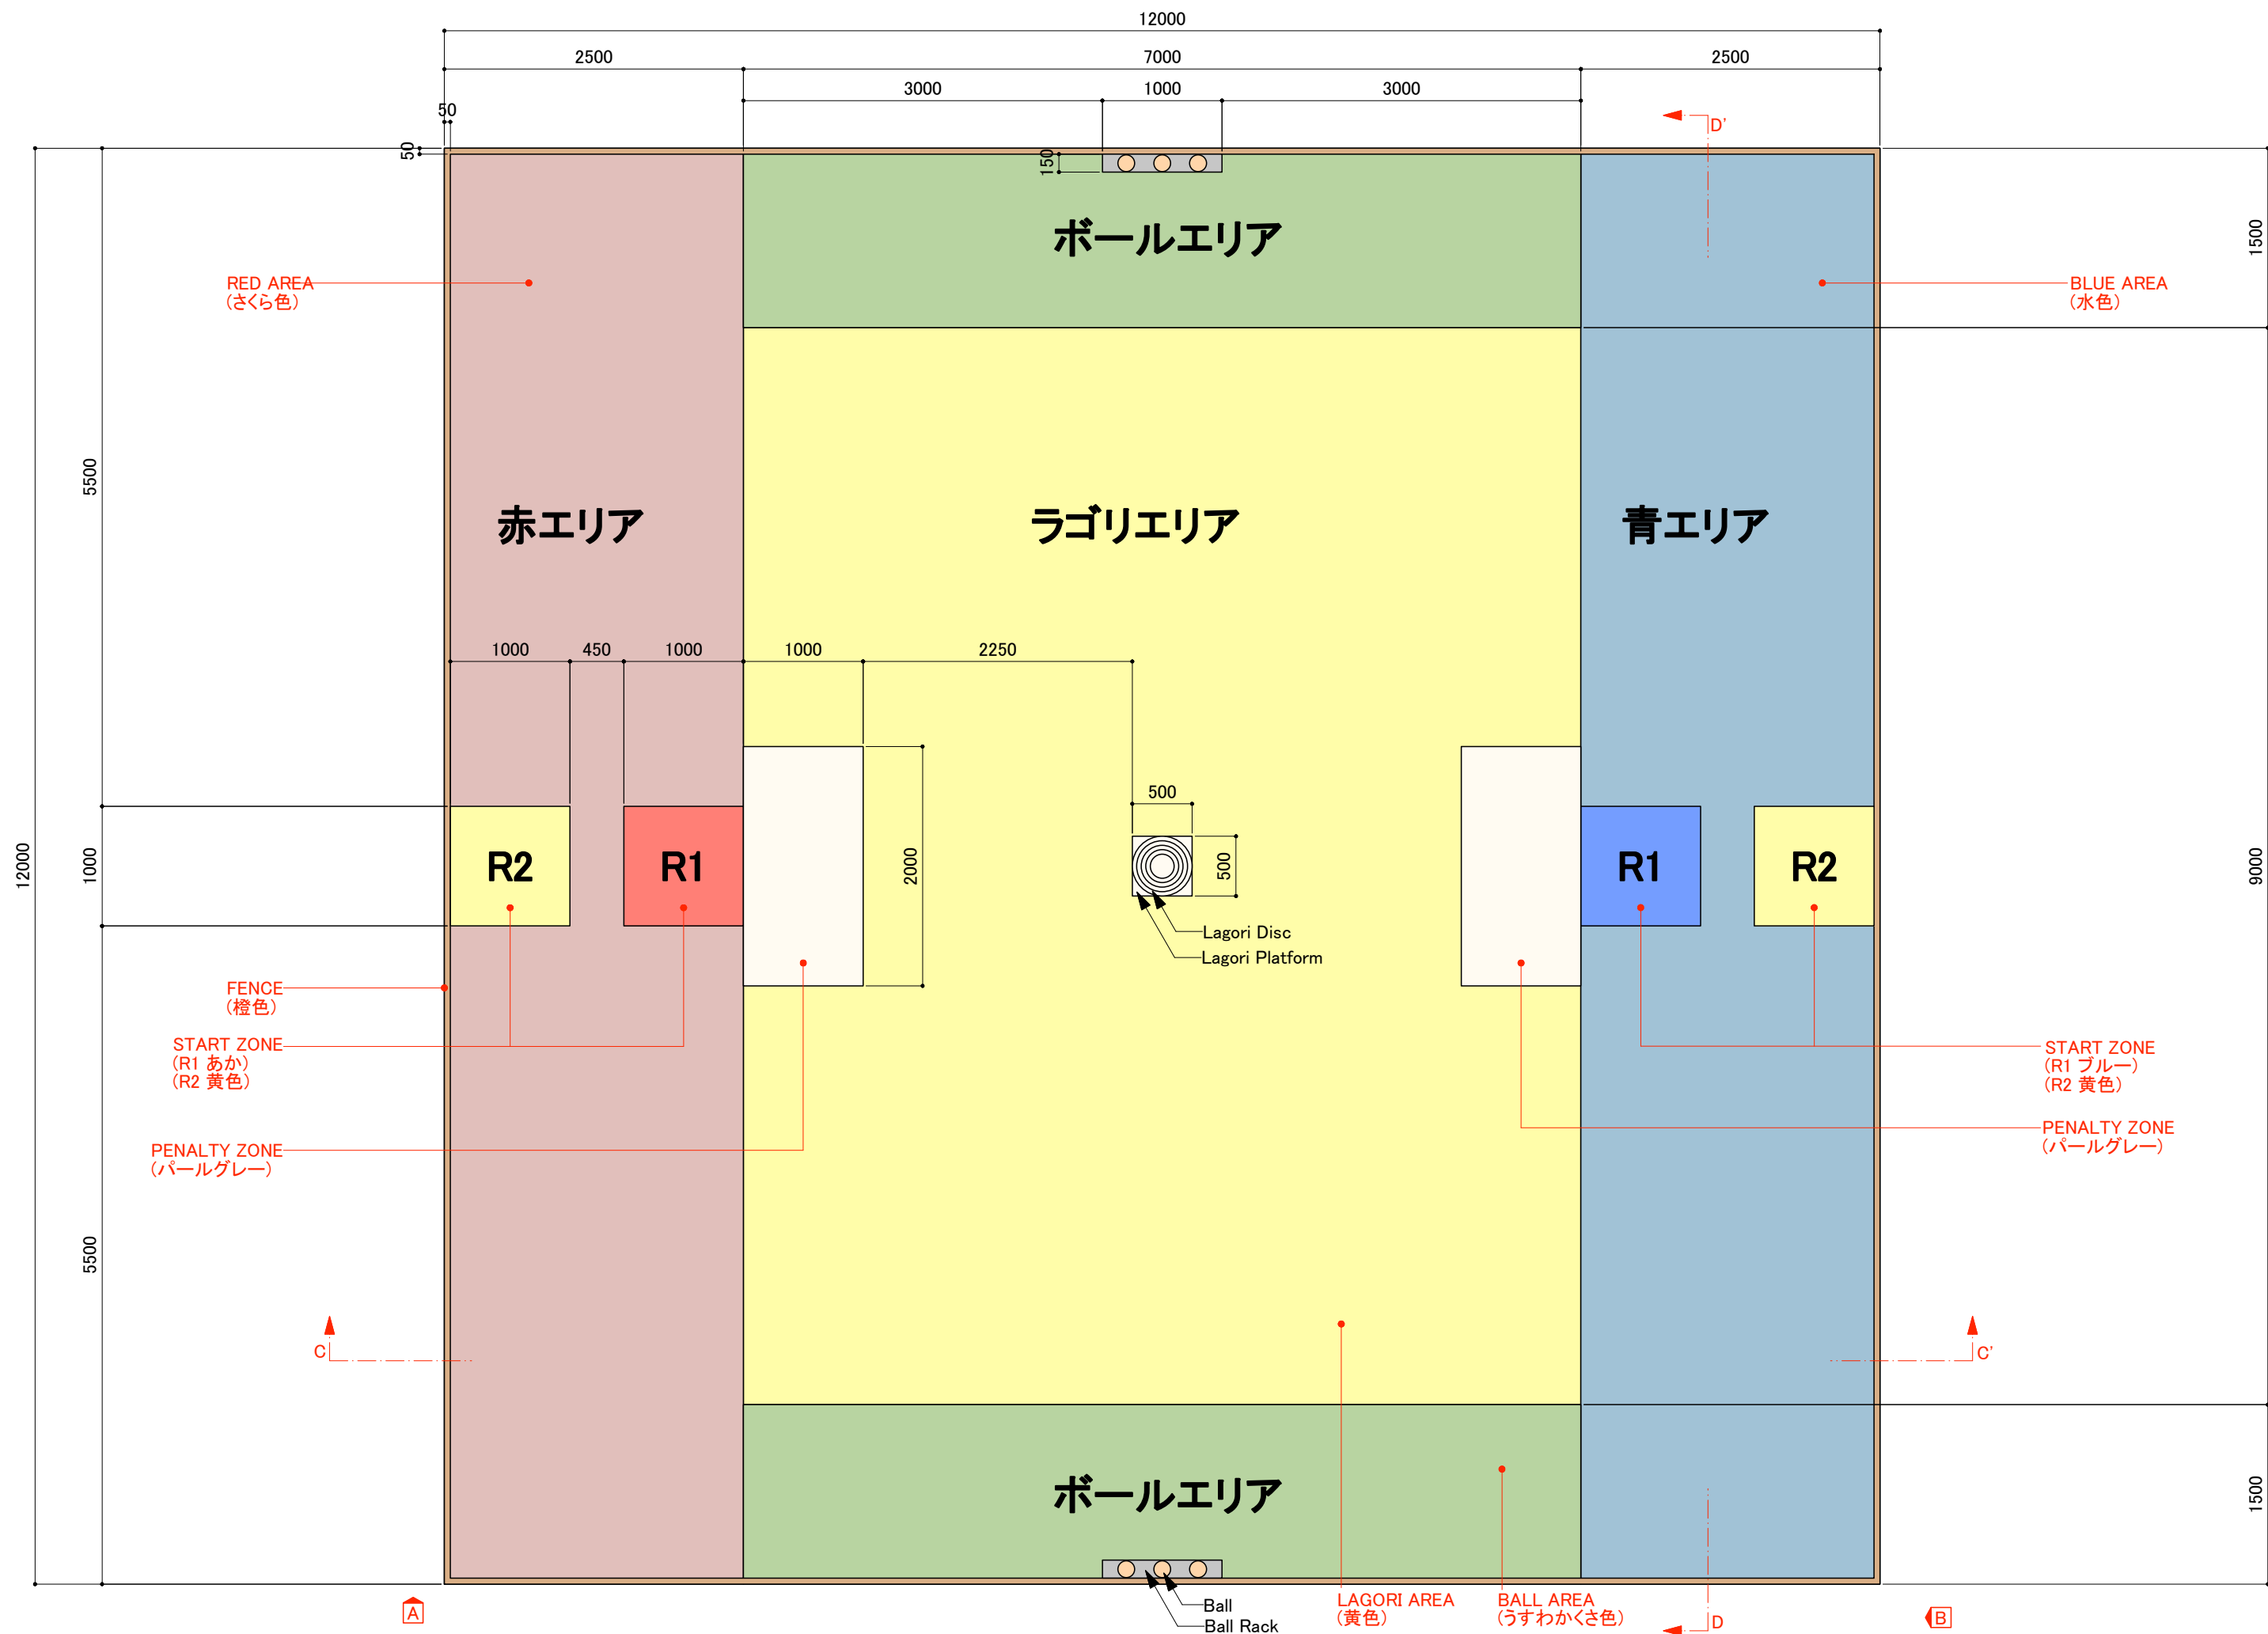 12000
2500
7000
2500
3000
1000
3000
50
D'
50
150
1500
ボールエリア
RED AREA
(さくら色)
BLUE AREA
(水色)
5500
赤エリア
ラゴリエリア
青エリア
1000
450
1000
1000
2250
500
12000
1000
R2
R1
2000
500
R1
R2
9000
Lagori Disc
Lagori Platform
FENCE
(橙色)
START ZONE
(R1 あか)
(R2 黄色)
START ZONE
(R1 ブルー)
(R2 黄色)
PENALTY ZONE
(パールグレー)
PENALTY ZONE
(パールグレー)
5500
C
C'
ボールエリア
1500
A
Ball
Ball Rack
LAGORI AREA
(黄色)
BALL AREA
(うすわかくさ色)
D
B